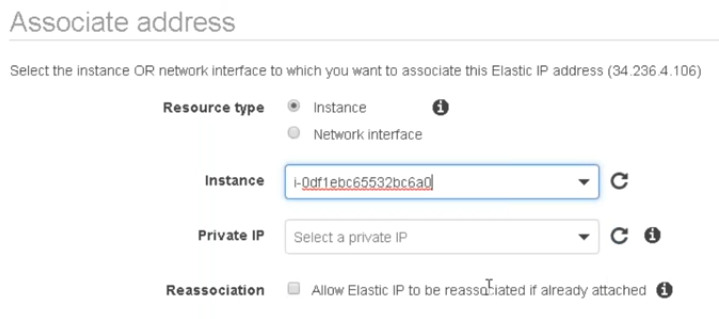 Associate address
Select the instance OR network interface to which you want to associate this Elastic IP address (34.236.4.106)
Resource type Instance
Network interface
Instance i-0df1ebc65532bc6a0
Private IP Select a private IP
Reassociation Allow Elastic IP to be reassociated if already attached